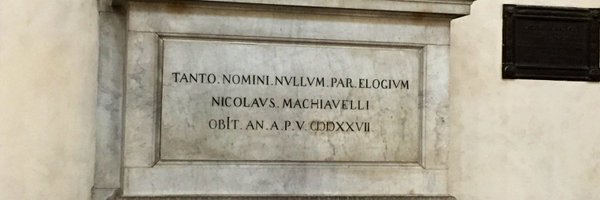 TANTO.NOMINI.NVLLVM.PAR.ELOGIVM
NICOLAVS.MACHIAVELLI
OBIT.AN.A.P.V.CIƆDXXVII